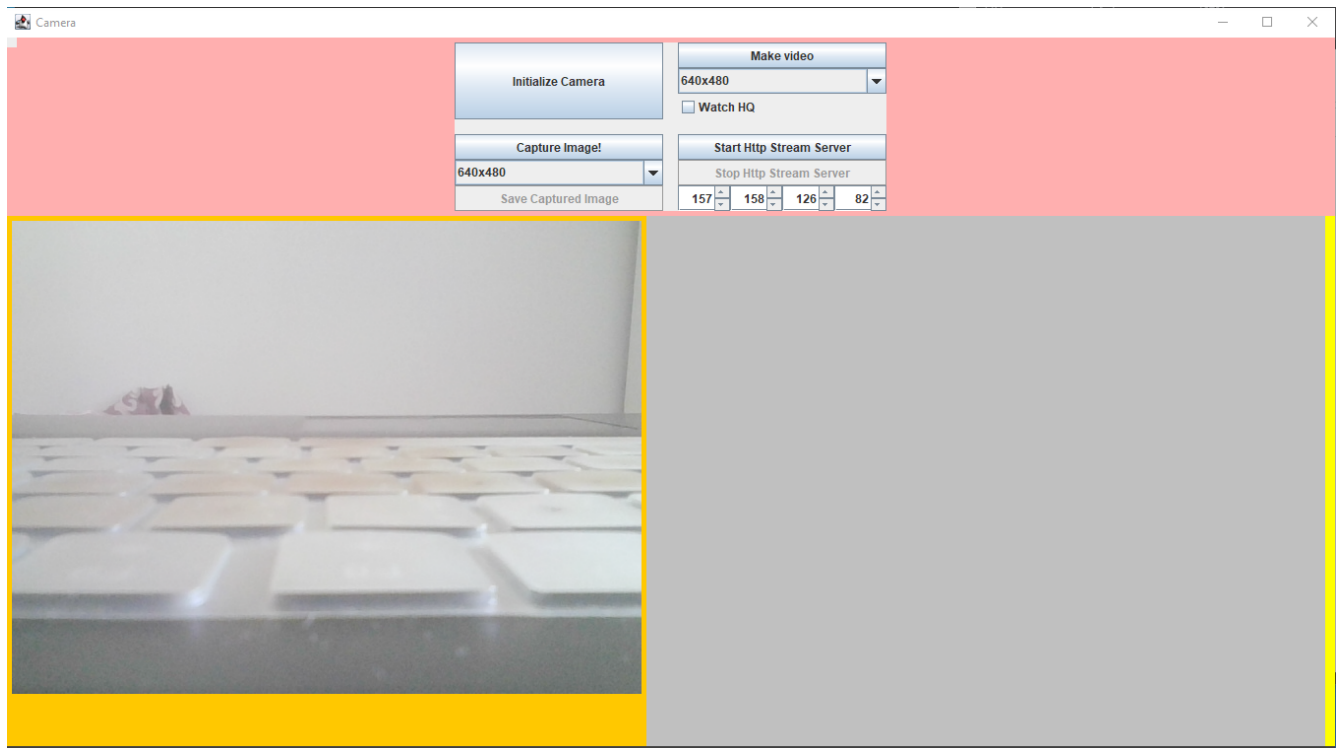 Camera
Initialize Camera
Make video
640x480
Watch HQ
Capture Image!
640x480
Save Captured Image
Start Http Stream Server
Stop Http Stream Server
157 158 126 82